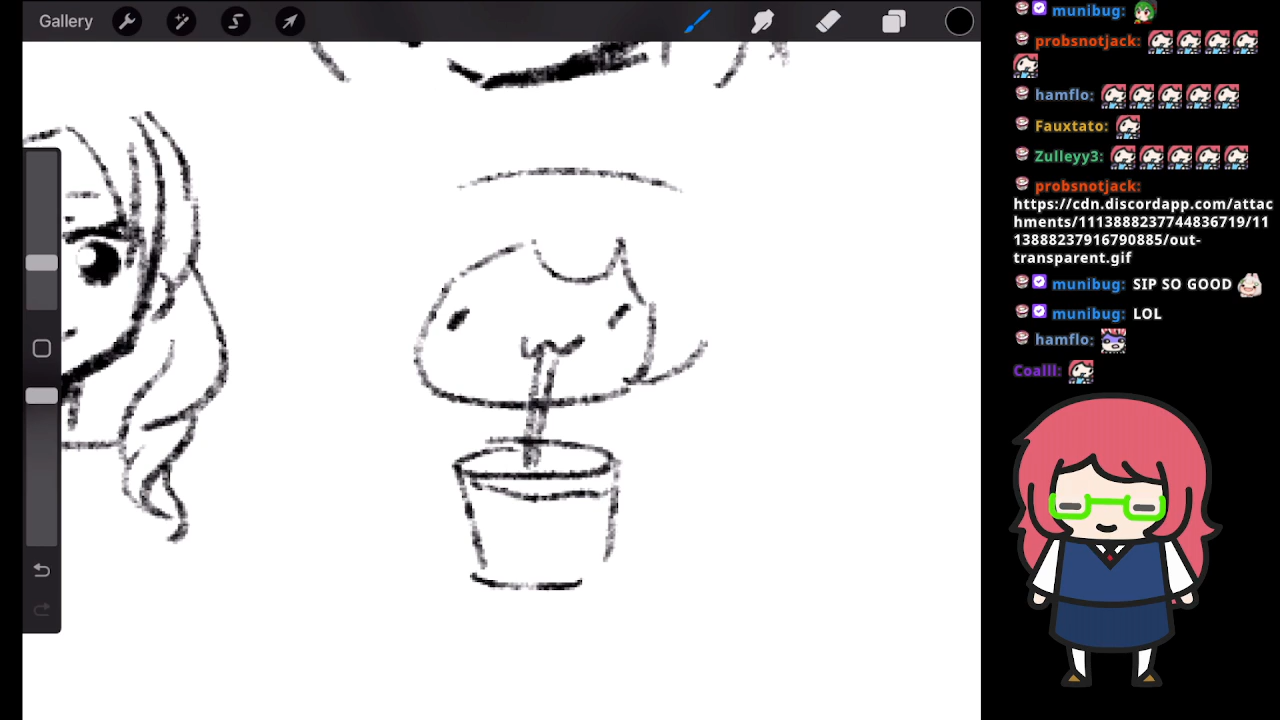 Gallery
munibug:
probsnotjack:
hamflo:
Fauxtato:
Zulleyy3:
probsnotjack:
https://cdn.discordapp.com/attac
hments/1113888237744836719/11
13888237916790885/out-
transparent.gif
munibug: SIP SO GOOD
munibug: LOL
hamflo:
Coalll: